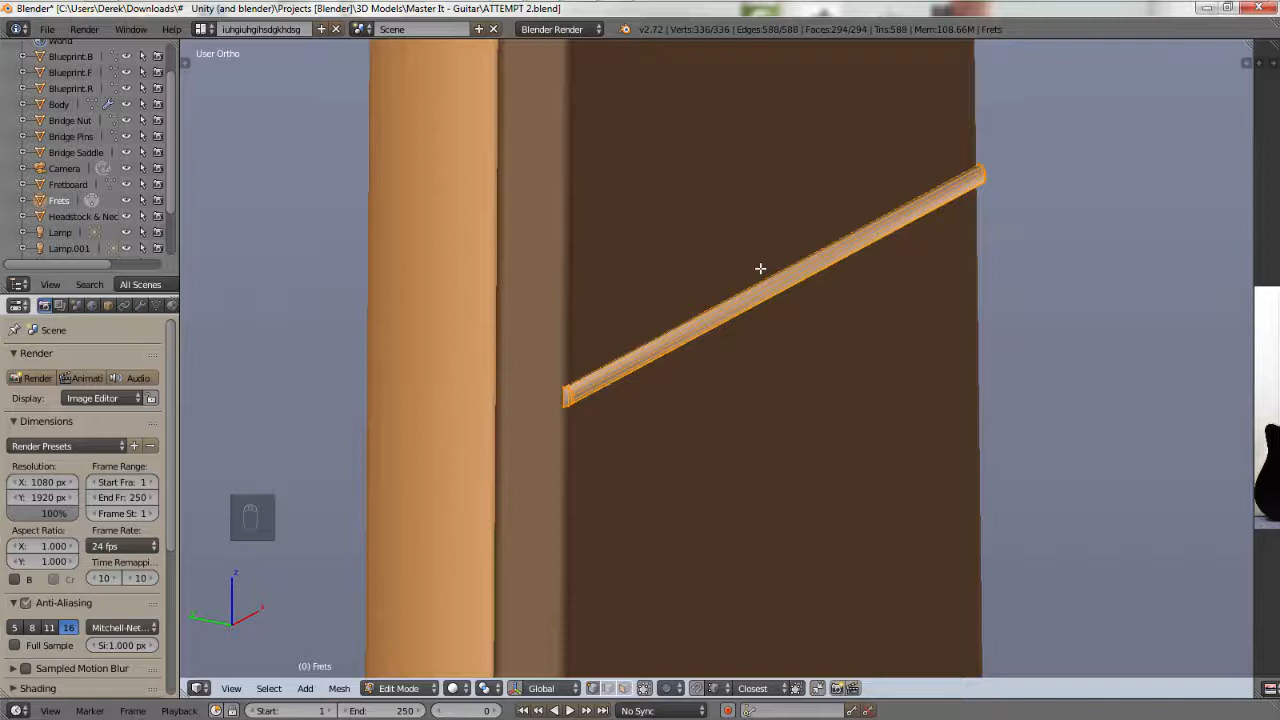 Blender* [C:\Users\Derek\Downloads\# Unity (and blender)\Projects [Blender]\3D Models\Master It - Guitar\ATTEMPT 2.blend]
File Render Window Help iungjiughihsdgkhdsg Scene Blender Render v2.72 | Verts:336/336 | Edges:588/588 | Faces:294/294 | Tris:588 | Mem:108.66M | Frets
User Ortho
World
Blueprint.B
Blueprint.F
Blueprint.R
Body
Bridge Nut
Bridge Pins
Bridge Saddle
Camera
Fretboard
Frets
Headstock & Nec
Lamp
Lamp.001
View Search All Scenes
Scene
Render
Render Animati Audio
Display: Image Editor
Dimensions
Render Presets
Resolution: Frame Range:
X: 1080 px Start Fra: 1
Y: 1920 px End Fr: 250
100% Frame St: 1
Aspect Ratio: Frame Rate:
X: 1.000 24 fps
Y: 1.000 Time Remappi...
B Cr 10 10
Anti-Aliasing
5 8 11 16 Mitchell-Net...
Full Sample Si:1.000 px
Sampled Motion Blur
Shading
z
x
y
(0) Frets
View Select Add Mesh Edit Mode Global Closest
View Marker Frame Playback Start: 1 End: 250 0 No Sync